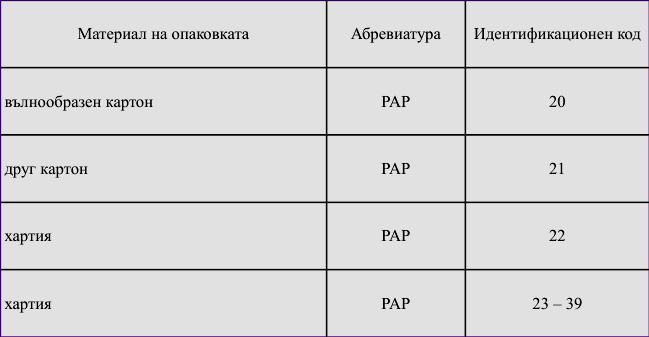 Материал на опаковката Абревиатура Идентификационен код
вълнообразен картон PAP 20
друг картон PAP 21
хартия PAP 22
хартия PAP 23 – 39